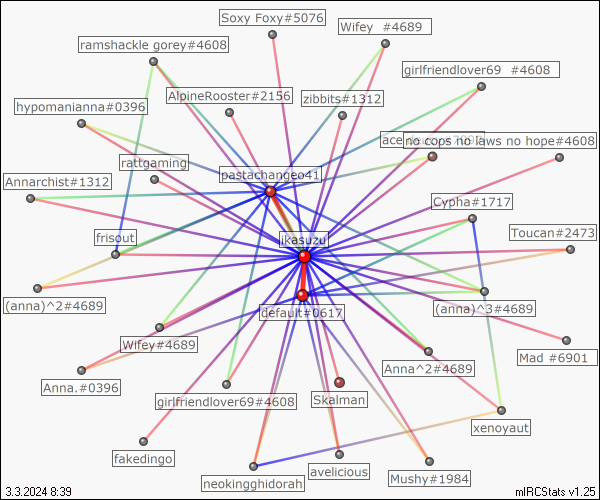 Soxy Foxy#5076
Wifey  #4689
ramshackle gorey#4608
girlfriendlover69  #4608
AlpineRooster#2156
zibbits#1312
hypomanianna#0396
no cops no laws no hope#4608
rattgaming
pastachangeo41
Annarchist#1312
Cypha#1717
Toucan#2473
frisout
jikasuzu
(anna)^2#4689
(anna)^3#4689
default#0617
Wifey#4689
Mad #6901
Anna^2#4689
Anna.#0396
girlfriendlover69#4608
Skalman
xenoyaut
fakedingo
avelicious
neokingghidorah
Mushy#1984
3.3.2024 8:39
mIRCStats v1.25